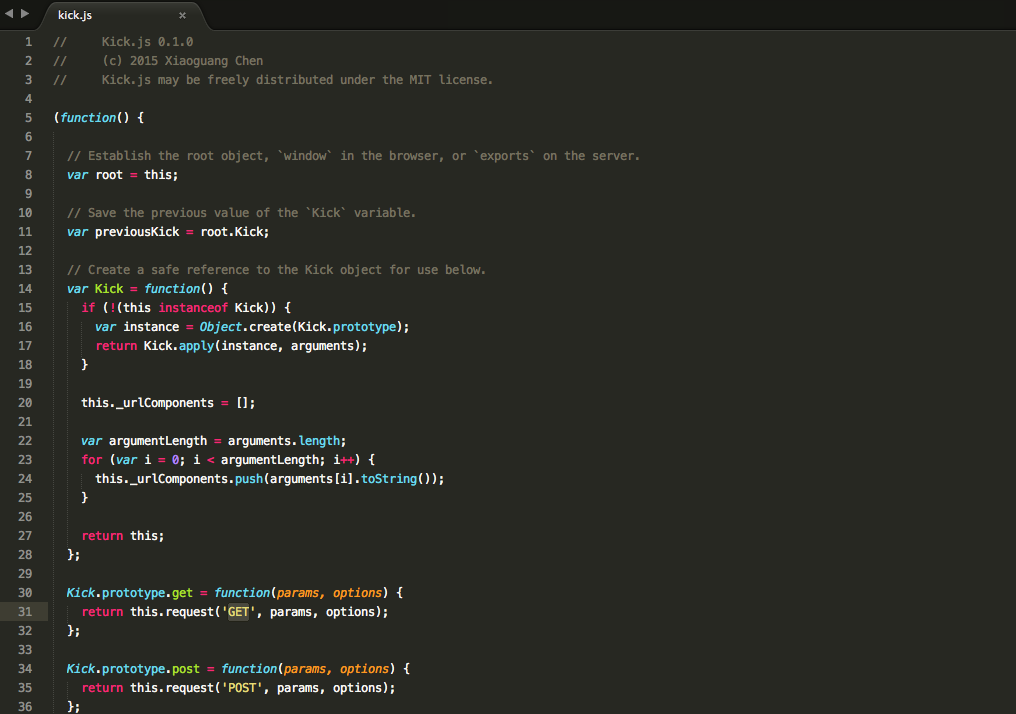 kick.js
1 //     Kick.js 0.1.0
2 //     (c) 2015 Xiaoguang Chen
3 //     Kick.js may be freely distributed under the MIT license.
4
5 (function() {
6
7   // Establish the root object, `window` in the browser, or `exports` on the server.
8   var root = this;
9
10   // Save the previous value of the `Kick` variable.
11   var previousKick = root.Kick;
12
13   // Create a safe reference to the Kick object for use below.
14   var Kick = function() {
15     if (!(this instanceof Kick)) {
16       var instance = Object.create(Kick.prototype);
17       return Kick.apply(instance, arguments);
18     }
19
20     this._urlComponents = [];
21
22     var argumentLength = arguments.length;
23     for (var i = 0; i < argumentLength; i++) {
24       this._urlComponents.push(arguments[i].toString());
25     }
26
27     return this;
28   };
29
30   Kick.prototype.get = function(params, options) {
31     return this.request('GET', params, options);
32   };
33
34   Kick.prototype.post = function(params, options) {
35     return this.request('POST', params, options);
36   };